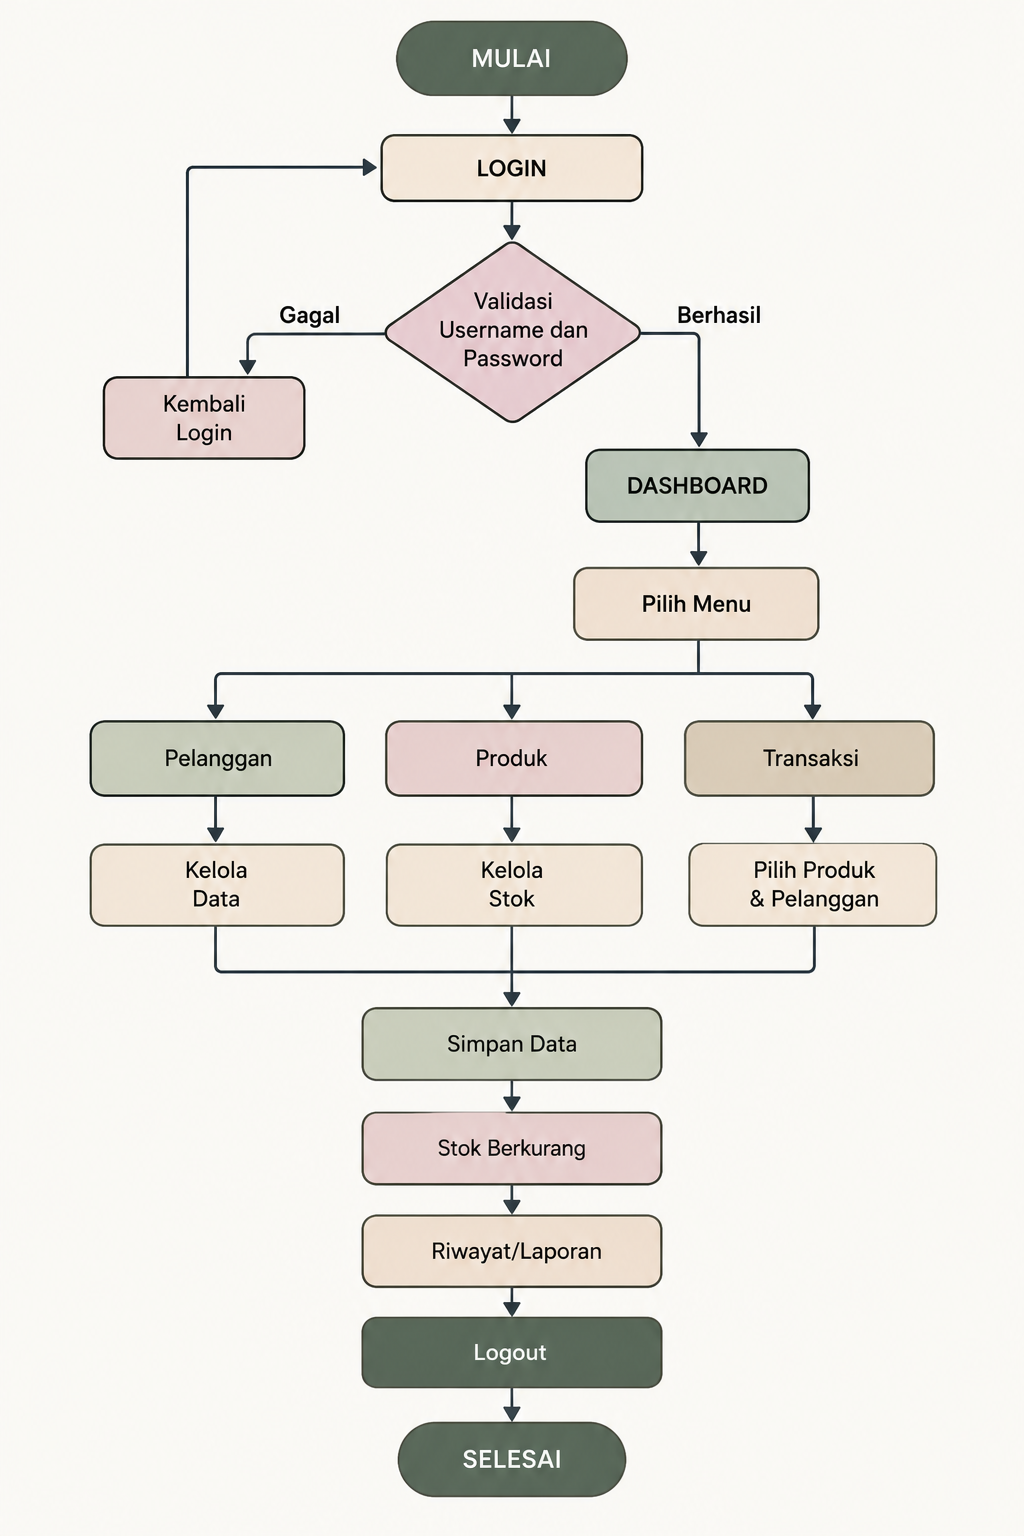 MULAI
LOGIN
Validasi
Username dan
Password
Gagal
Berhasil
Kembali
Login
DASHBOARD
Pilih Menu
Pelanggan
Produk
Transaksi
Kelola
Data
Kelola
Stok
Pilih Produk
& Pelanggan
Simpan Data
Stok Berkurang
Riwayat/Laporan
Logout
SELESAI